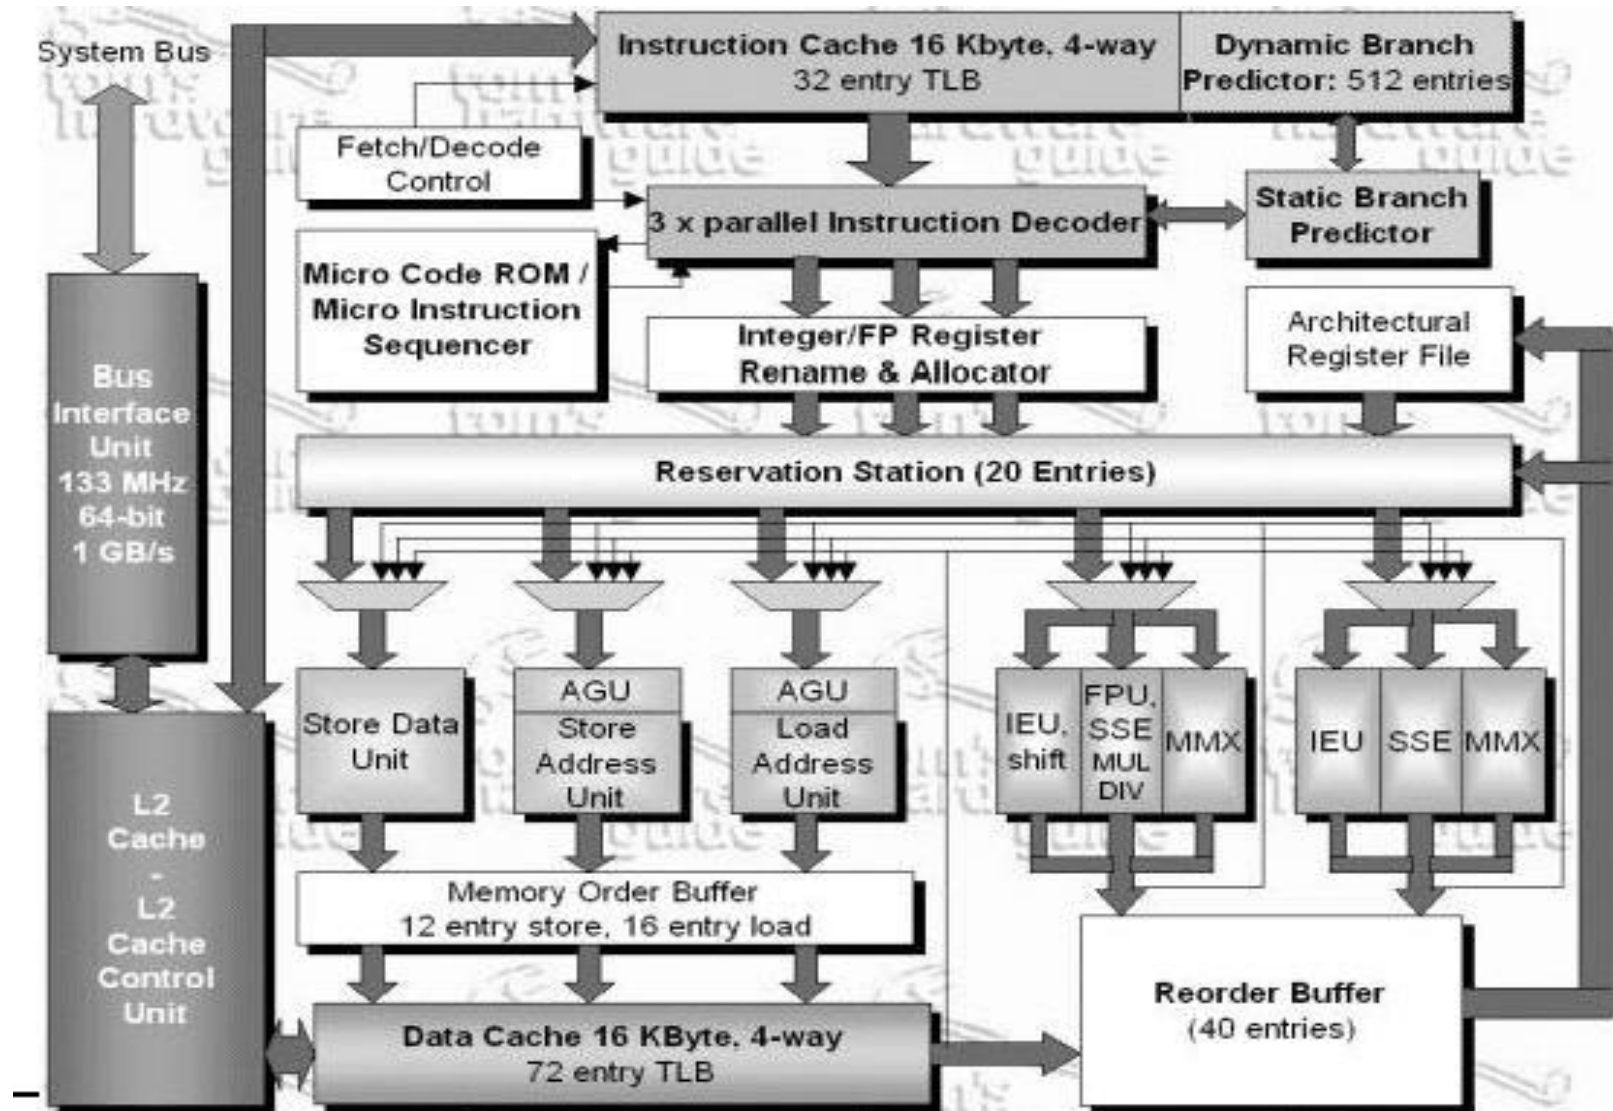 System Bus
Instruction Cache 16 Kbyte, 4-way
32 entry TLB
Dynamic Branch
Predictor: 512 entries
Fetch/Decode
Control
3 x parallel Instruction Decoder
Static Branch
Predictor
Micro Code ROM /
Micro Instruction
Sequencer
Integer/FP Register
Rename & Allocator
Architectural
Register File
Bus
Interface
Unit
133 MHz
64-bit
1 GB/s
Reservation Station (20 Entries)
Store Data
Unit
AGU
Store
Address
Unit
AGU
Load
Address
Unit
IEU,
shift
FPU,
SSE
MUL
DIV
MMX
IEU
SSE
MMX
L2
Cache
-
L2
Cache
Control
Unit
Memory Order Buffer
12 entry store, 16 entry load
Data Cache 16 KByte, 4-way
72 entry TLB
Reorder Buffer
(40 entries)